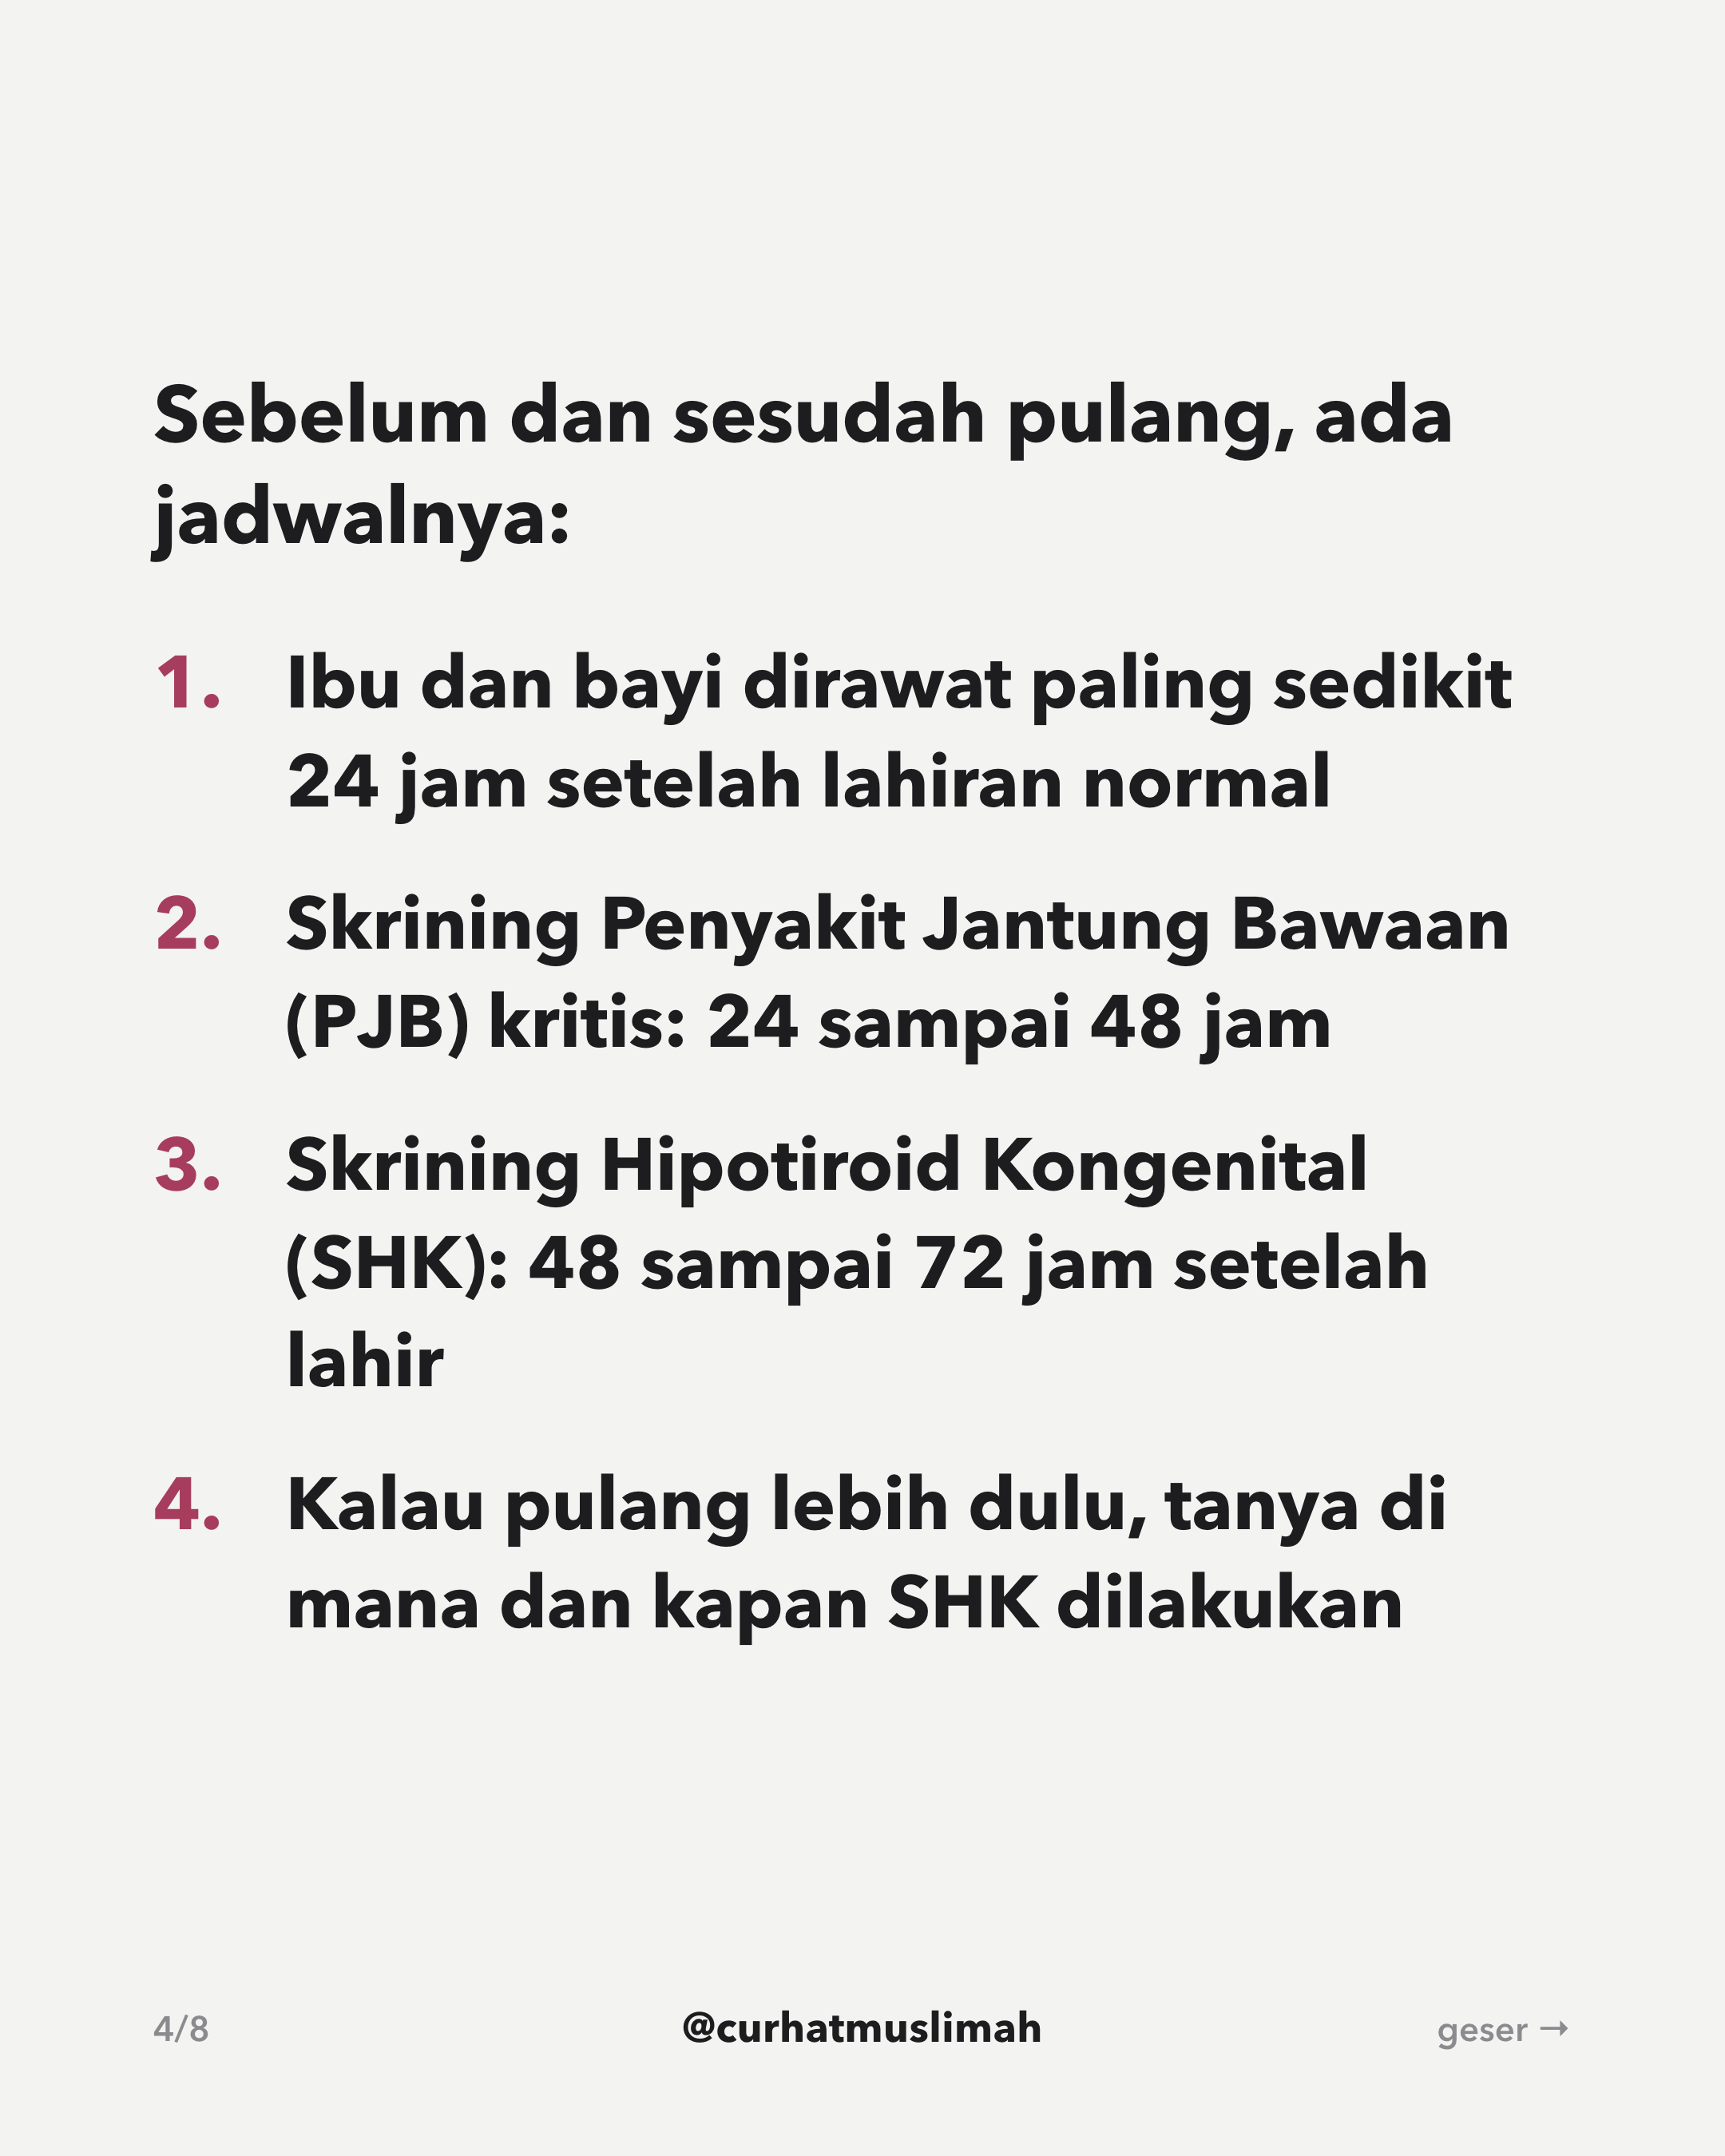 Sebelum dan sesudah pulang, ada
jadwalnya:
1. Ibu dan bayi dirawat paling sedikit
24 jam setelah lahiran normal
2. Skrining Penyakit Jantung Bawaan
(PJB) kritis: 24 sampai 48 jam
3. Skrining Hipotiroid Kongenital
(SHK): 48 sampai 72 jam setelah
lahir
4. Kalau pulang lebih dulu, tanya di
mana dan kapan SHK dilakukan
4/8 @curhatmuslimah geser →